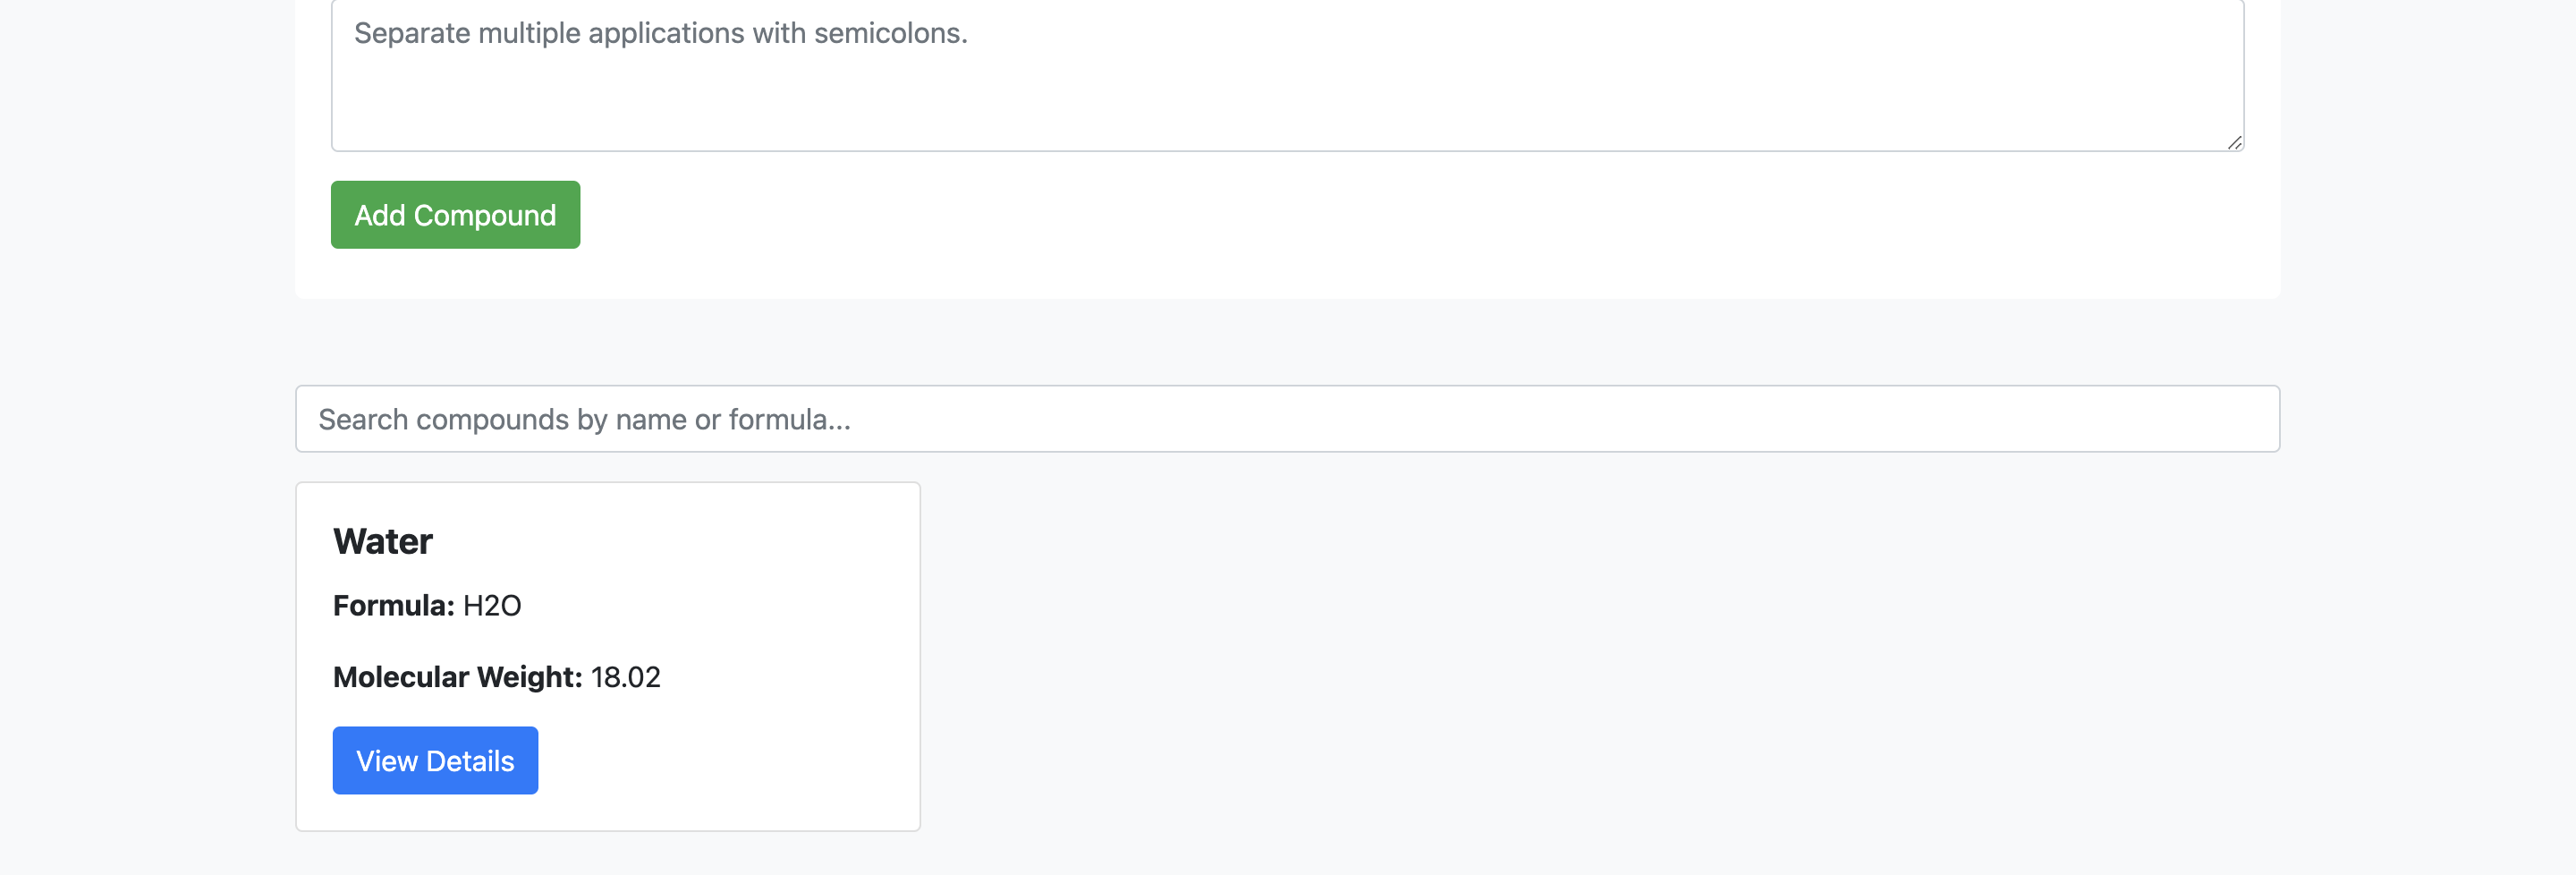 Separate multiple applications with semicolons.
Add Compound
Search compounds by name or formula...
Water
Formula: H2O
Molecular Weight: 18.02
View Details